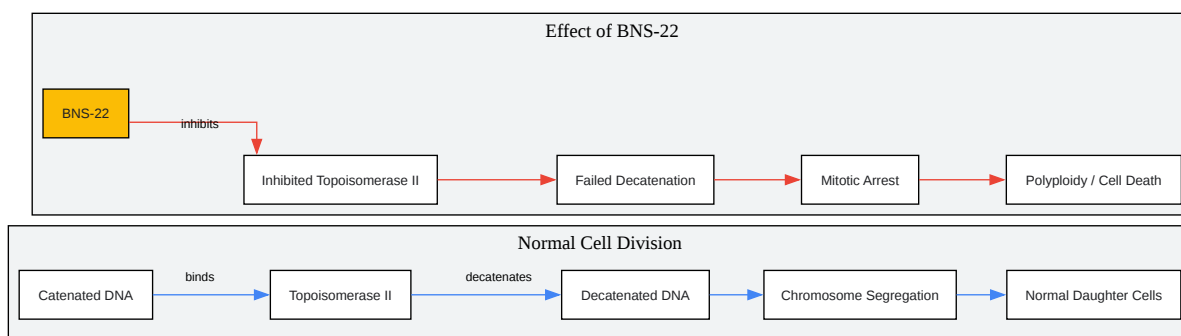 Effect of BNS-22
BNS-22
inhibits
Inhibited Topoisomerase II
Failed Decatenation
Mitotic Arrest
Polyploidy / Cell Death
Normal Cell Division
Catenated DNA
binds
Topoisomerase II
decatenates
Decatenated DNA
Chromosome Segregation
Normal Daughter Cells